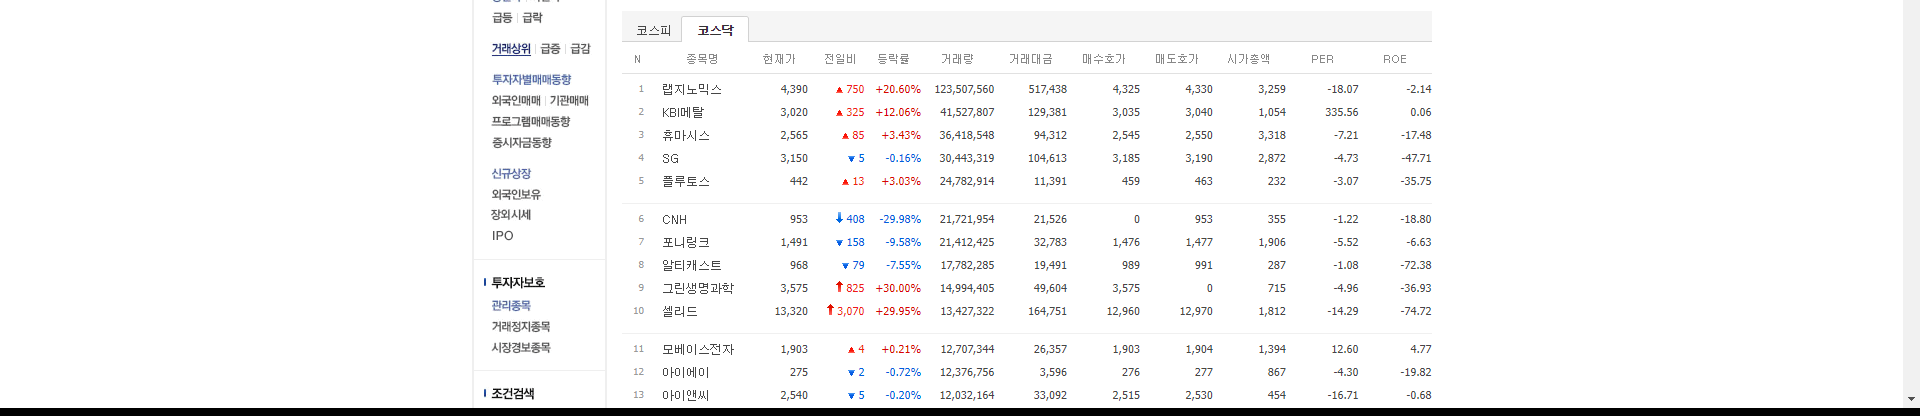 급등 | 급락
거래상위 | 급증 | 급감
투자자별매매동향
외국인매매 | 기관매매
프로그램매매동향
증시자금동향
신규상장
외국인보유
장외시세
IPO
투자자보호
관리종목
거래정지종목
시장경보종목
조건검색
코스피 코스닥
N 종목명 현재가 전일비 등락률 거래량 거래대금 매수호가 매도호가 시가총액 PER ROE
1 랩지노믹스 4,390 ▲ 750 +20.60% 123,507,560 517,438 4,325 4,330 3,259 -18.07 -2.14
2 KBI메탈 3,020 ▲ 325 +12.06% 41,527,807 129,381 3,035 3,040 1,054 335.56 0.06
3 휴마시스 2,565 ▲ 85 +3.43% 36,418,548 94,312 2,545 2,550 3,318 -7.21 -17.48
4 SG 3,150 ▼ 5 -0.16% 30,443,319 104,613 3,185 3,190 2,872 -4.73 -47.71
5 플루토스 442 ▲ 13 +3.03% 24,782,914 11,391 459 463 232 -3.07 -35.75
6 CNH 953 ↓ 408 -29.98% 21,721,954 21,526 0 953 355 -1.22 -18.80
7 포니링크 1,491 ▼ 158 -9.58% 21,412,425 32,783 1,476 1,477 1,906 -5.52 -6.63
8 알티캐스트 968 ▼ 79 -7.55% 17,782,285 19,491 989 991 287 -1.08 -72.38
9 그린생명과학 3,575 ↑ 825 +30.00% 14,994,405 49,604 3,575 0 715 -4.96 -36.93
10 셀리드 13,320 ↑ 3,070 +29.95% 13,427,322 164,751 12,960 12,970 1,812 -14.29 -74.72
11 모베이스전자 1,903 ▲ 4 +0.21% 12,707,344 26,357 1,903 1,904 1,394 12.60 4.77
12 아이에이 275 ▼ 2 -0.72% 12,376,756 3,596 276 277 867 -4.30 -19.82
13 아이앤씨 2,540 ▼ 5 -0.20% 12,032,164 33,092 2,515 2,530 454 -16.71 -0.68